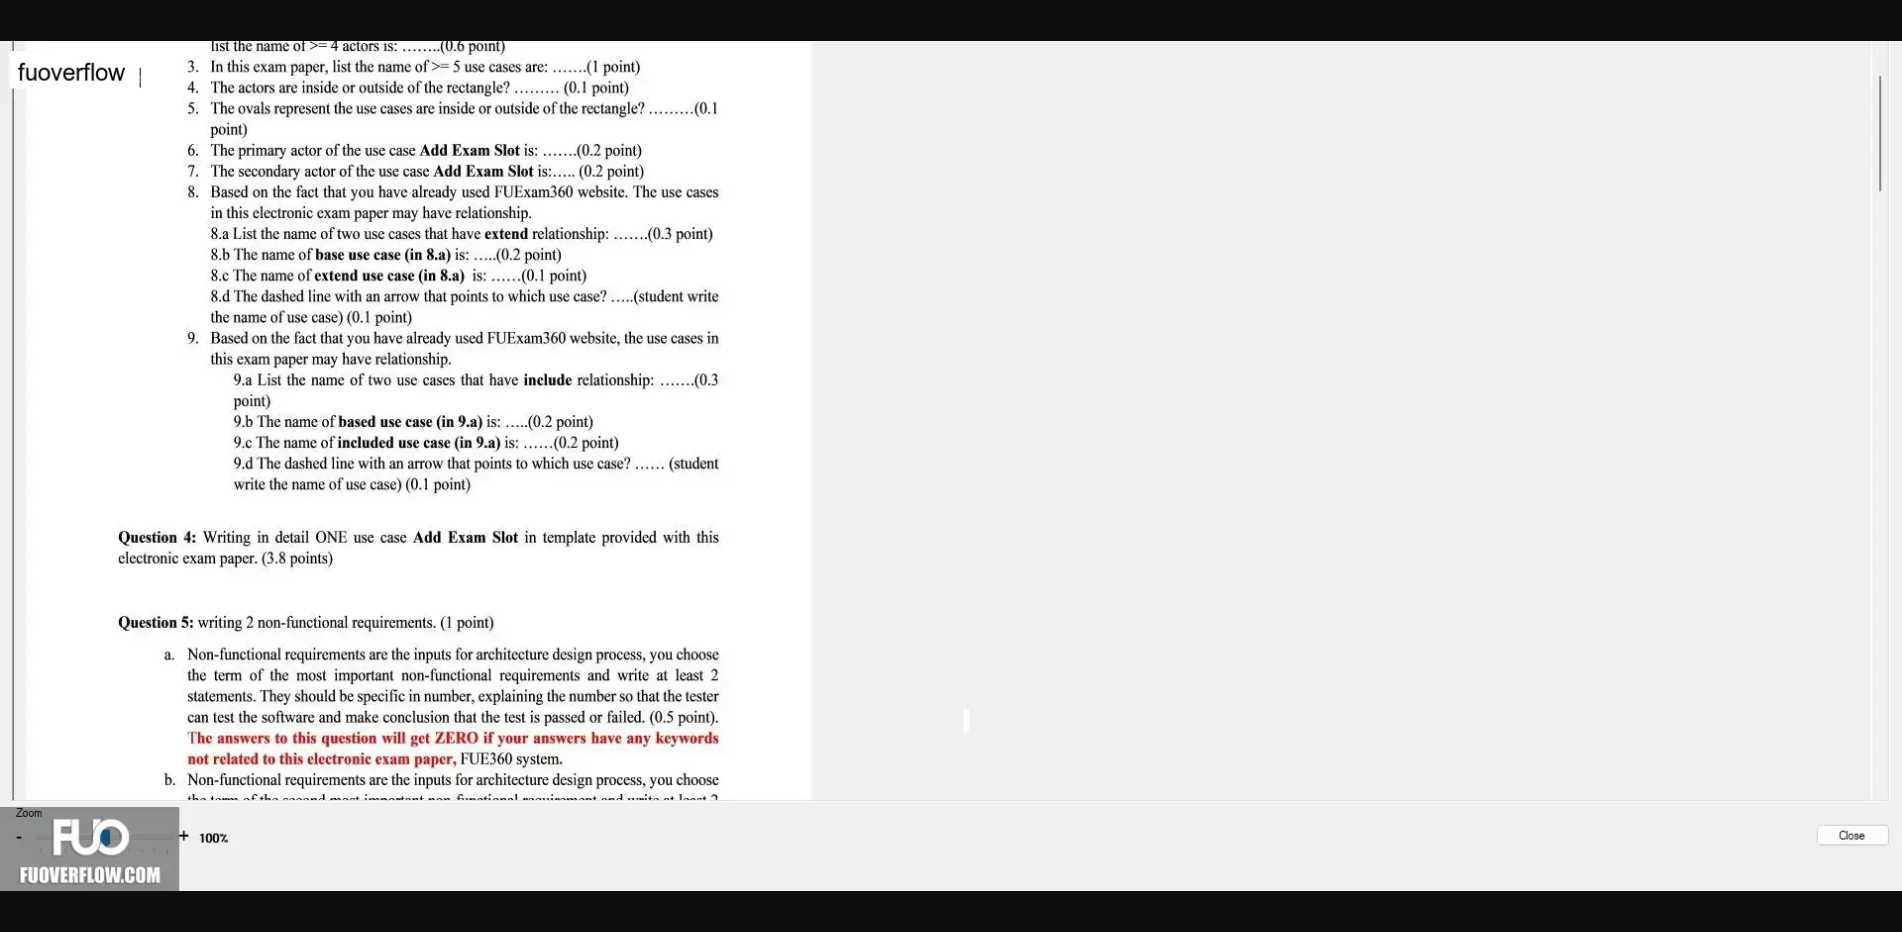 list the name of >= 4 actors is: ……..(0.6 point)
fuoverflow
3. In this exam paper, list the name of >= 5 use cases are: …….(1 point)
4. The actors are inside or outside of the rectangle? ……… (0.1 point)
5. The ovals represent the use cases are inside or outside of the rectangle? ………(0.1
point)
6. The primary actor of the use case Add Exam Slot is: …….(0.2 point)
7. The secondary actor of the use case Add Exam Slot is:….. (0.2 point)
8. Based on the fact that you have already used FUExam360 website. The use cases
in this electronic exam paper may have relationship.
8.a List the name of two use cases that have extend relationship: …….(0.3 point)
8.b The name of base use case (in 8.a) is: …..(0.2 point)
8.c The name of extend use case (in 8.a) is: ……(0.1 point)
8.d The dashed line with an arrow that points to which use case? …..(student write
the name of use case) (0.1 point)
9. Based on the fact that you have already used FUExam360 website, the use cases in
this exam paper may have relationship.
9.a List the name of two use cases that have include relationship: …….(0.3
point)
9.b The name of based use case (in 9.a) is: …..(0.2 point)
9.c The name of included use case (in 9.a) is: ……(0.2 point)
9.d The dashed line with an arrow that points to which use case? …… (student
write the name of use case) (0.1 point)
Question 4: Writing in detail ONE use case Add Exam Slot in template provided with this
electronic exam paper. (3.8 points)
Question 5: writing 2 non-functional requirements. (1 point)
a. Non-functional requirements are the inputs for architecture design process, you choose
the term of the most important non-functional requirements and write at least 2
statements. They should be specific in number, explaining the number so that the tester
can test the software and make conclusion that the test is passed or failed. (0.5 point).
The answers to this question will get ZERO if your answers have any keywords
not related to this electronic exam paper, FUE360 system.
b. Non-functional requirements are the inputs for architecture design process, you choose
the term of the second most important non-functional requirement and write at least 2
Zoom
- + 100%
FUO
FUOVERFLOW.COM
Close